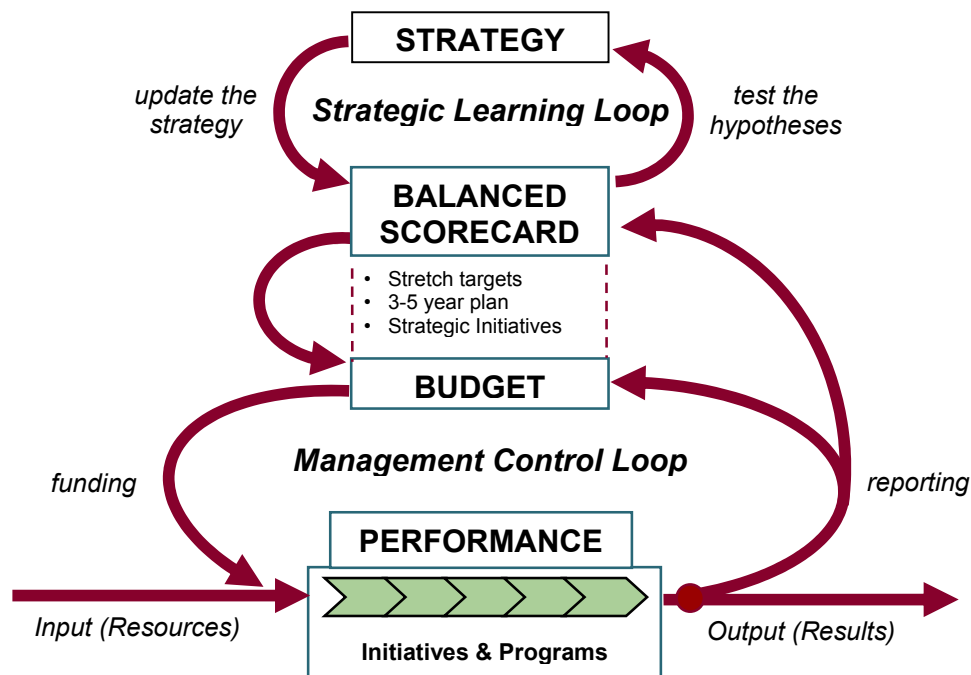 STRATEGY
update the
strategy
Strategic Learning Loop
test the
hypotheses
BALANCED
SCORECARD
• Stretch targets
• 3-5 year plan
• Strategic Initiatives
BUDGET
Management Control Loop
funding
reporting
PERFORMANCE
Input (Resources)
Output (Results)
Initiatives & Programs